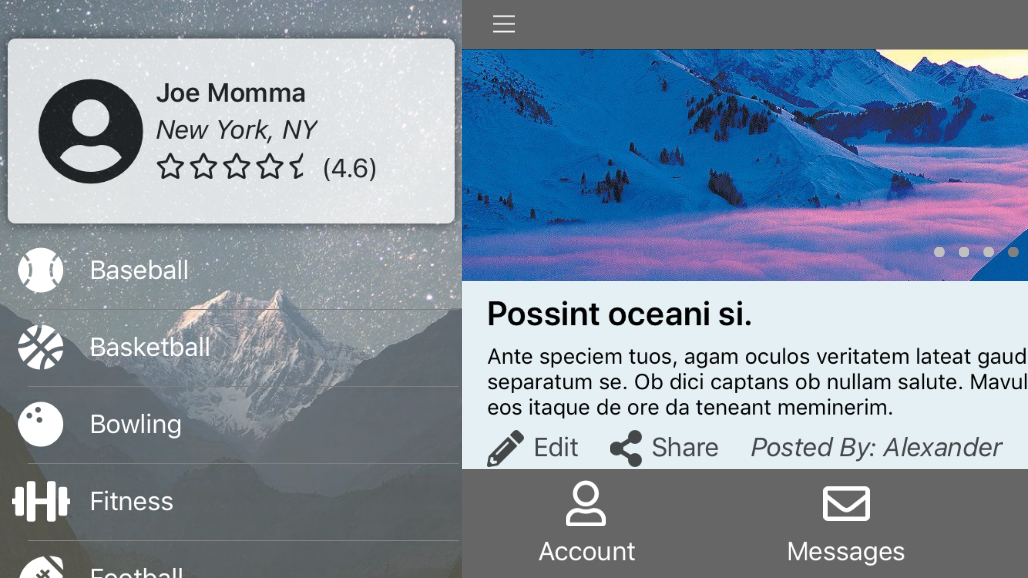 Joe Momma
New York, NY
(4.6)
Baseball
Basketball
Bowling
Fitness
Football
Possint oceani si.
Ante speciem tuos, agam oculos veritatem lateat gaud
separatum se. Ob dici captans ob nullam salute. Mavul
eos itaque de ore da teneant meminerim.
Edit Share Posted By: Alexander
Account Messages